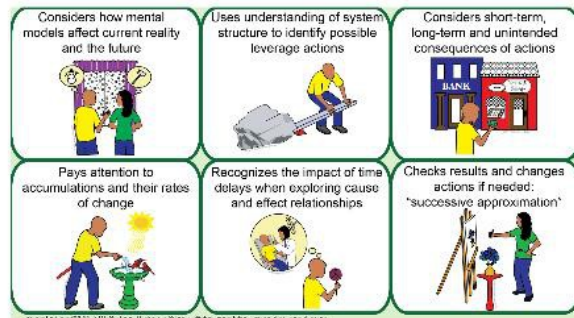 Considers how mental
models affect current reality
and the future
Uses understanding of system
structure to identify possible
leverage actions
Considers short-term,
long-term and unintended
consequences of actions
BANK
Pays attention to
accumulations and their rates
of change
Recognizes the impact of time
delays when exploring cause
and effect relationships
Checks results and changes
actions if needed:
"successive approximation"